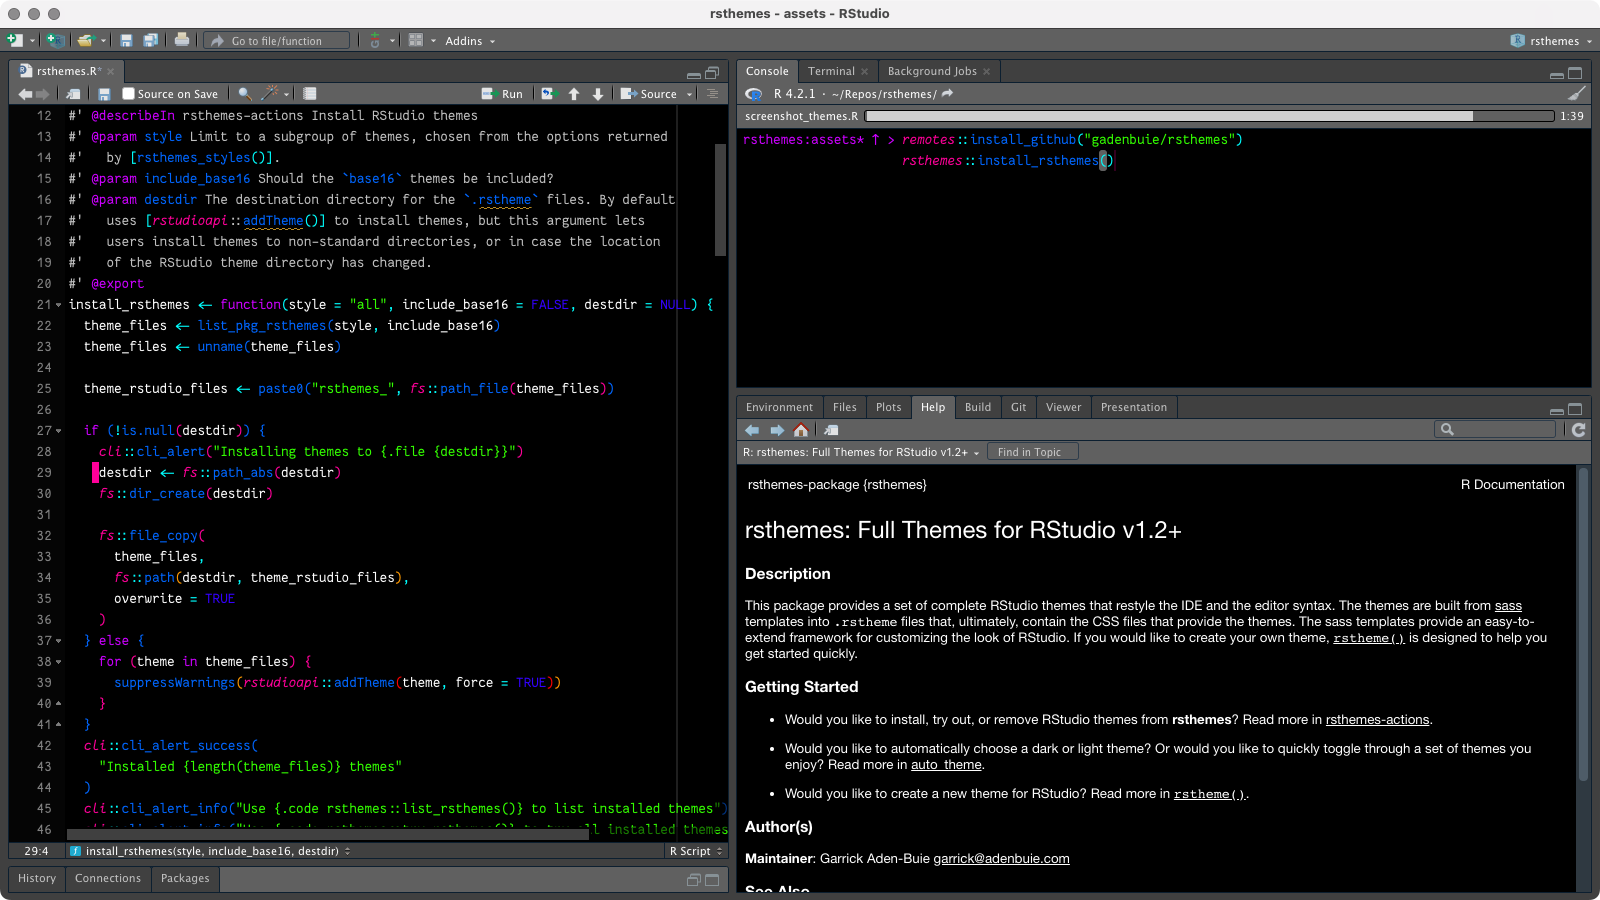 rsthemes - assets - RStudio
Go to file/function
Addins
rsthemes
rsthemes.R*
Source on Save
Run
Source
12 #' @describeIn rsthemes-actions Install RStudio themes
13 #' @param style Limit to a subgroup of themes, chosen from the options returned
14 #'   by [rsthemes_styles()].
15 #' @param include_base16 Should the `base16` themes be included?
16 #' @param destdir The destination directory for the `.rstheme` files. By default
17 #'   uses [rstudioapi::addTheme()] to install themes, but this argument lets
18 #'   users install themes to non-standard directories, or in case the location
19 #'   of the RStudio theme directory has changed.
20 #' @export
21 install_rsthemes <- function(style = "all", include_base16 = FALSE, destdir = NULL) {
22   theme_files <- list_pkg_rsthemes(style, include_base16)
23   theme_files <- unname(theme_files)
24
25   theme_rstudio_files <- paste0("rsthemes_", fs::path_file(theme_files))
26
27   if (!is.null(destdir)) {
28     cli::cli_alert("Installing themes to {.file {destdir}}")
29     destdir <- fs::path_abs(destdir)
30     fs::dir_create(destdir)
31
32     fs::file_copy(
33       theme_files,
34       fs::path(destdir, theme_rstudio_files),
35       overwrite = TRUE
36     )
37   } else {
38     for (theme in theme_files) {
39       suppressWarnings(rstudioapi::addTheme(theme, force = TRUE))
40     }
41   }
42   cli::cli_alert_success(
43     "Installed {length(theme_files)} themes"
44   )
45   cli::cli_alert_info("Use {.code rsthemes::list_rsthemes()} to list installed themes")
46
29:4 install_rsthemes(style, include_base16, destdir) R Script
History Connections Packages
Console Terminal Background Jobs
R 4.2.1 · ~/Repos/rsthemes/
screenshot_themes.R 1:39
rsthemes:assets* ↑ > remotes::install_github("gadenbuie/rsthemes")
rsthemes::install_rsthemes()
Environment Files Plots Help Build Git Viewer Presentation
R: rsthemes: Full Themes for RStudio v1.2+ Find in Topic
rsthemes-package {rsthemes} R Documentation
rsthemes: Full Themes for RStudio v1.2+
Description
This package provides a set of complete RStudio themes that restyle the IDE and the editor syntax. The themes are built from sass
templates into .rstheme files that, ultimately, contain the CSS files that provide the themes. The sass templates provide an easy-to-
extend framework for customizing the look of RStudio. If you would like to create your own theme, rstheme() is designed to help you
get started quickly.
Getting Started
• Would you like to install, try out, or remove RStudio themes from rsthemes? Read more in rsthemes-actions.
• Would you like to automatically choose a dark or light theme? Or would you like to quickly toggle through a set of themes you
enjoy? Read more in auto_theme.
• Would you like to create a new theme for RStudio? Read more in rstheme().
Author(s)
Maintainer: Garrick Aden-Buie garrick@adenbuie.com
See Also